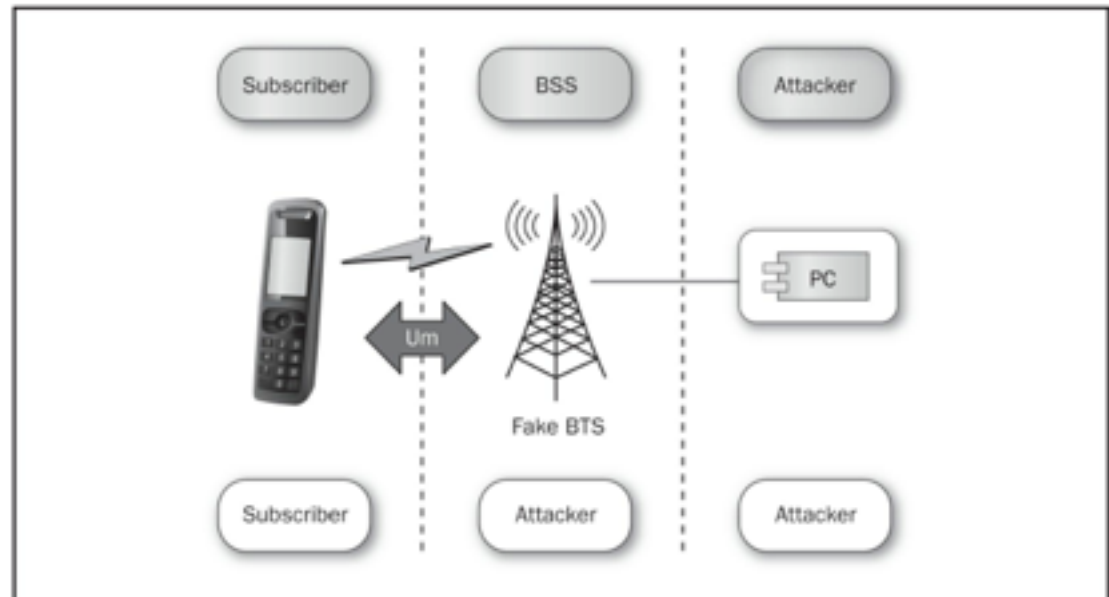 Subscriber
BSS
Attacker
PC
Um
Fake BTS
Subscriber
Attacker
Attacker